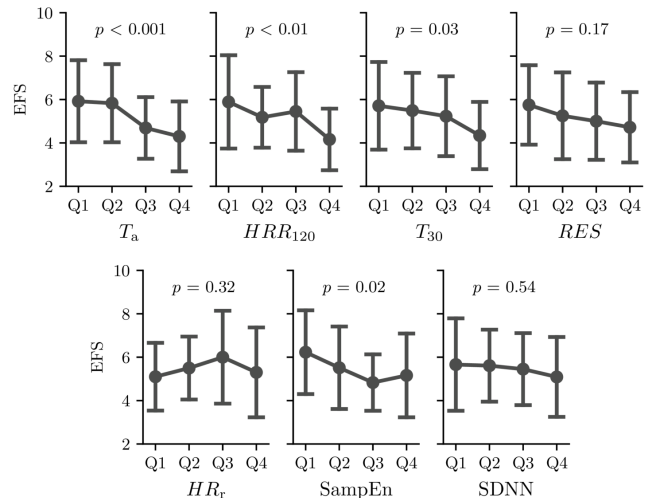 10
8
6
4
2
EFS
p < 0.001
p < 0.01
p = 0.03
p = 0.17
Q1 Q2 Q3 Q4
Q1 Q2 Q3 Q4
Q1 Q2 Q3 Q4
Q1 Q2 Q3 Q4
Tₐ
HRR₁₂₀
T₃₀
RES
10
8
6
4
2
EFS
p = 0.32
p = 0.02
p = 0.54
Q1 Q2 Q3 Q4
Q1 Q2 Q3 Q4
Q1 Q2 Q3 Q4
HRᵣ
SampEn
SDNN